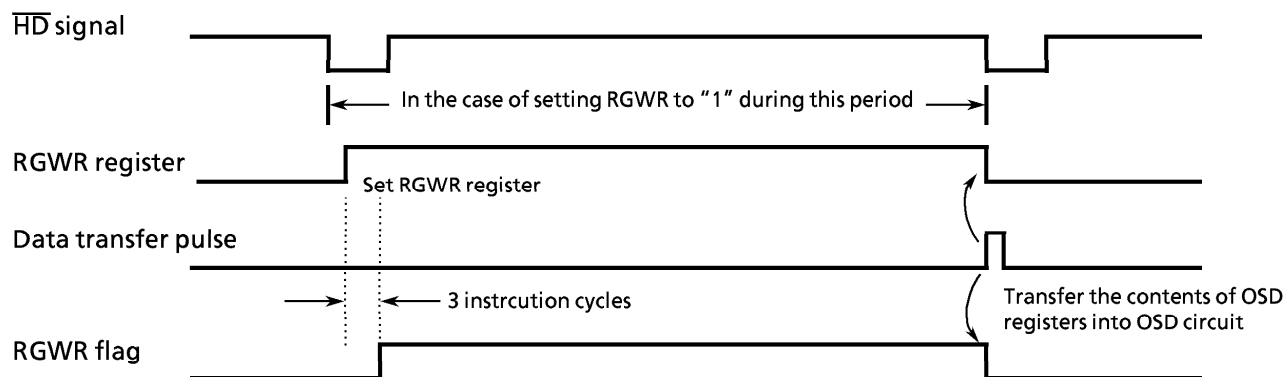 HD signal
In the case of setting RGWR to “1” during this period
RGWR register
Set RGWR register
Data transfer pulse
3 instrcution cycles
Transfer the contents of OSD
registers into OSD circuit
RGWR flag